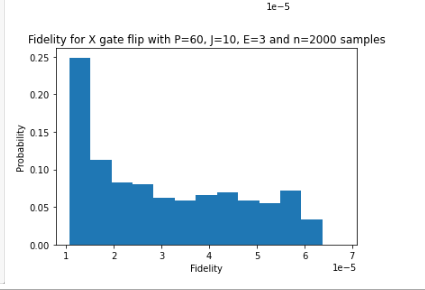 1e−5
Fidelity for X gate flip with P=60, J=10, E=3 and n=2000 samples
0.25
0.20
0.15
0.10
0.05
0.00
Probability
1 2 3 4 5 6 7
1e−5
Fidelity